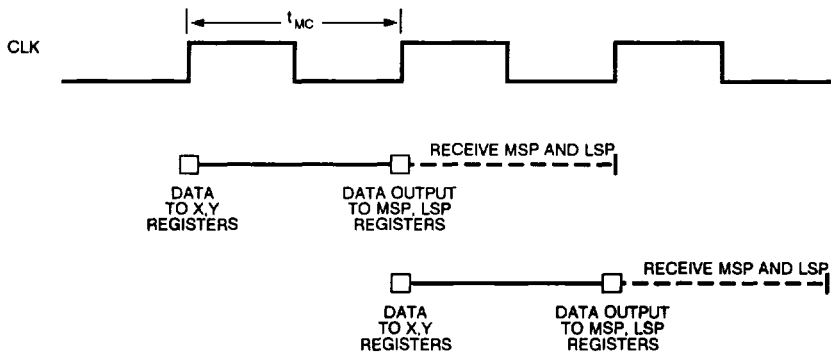 t_MC
CLK
RECEIVE MSP AND LSP
DATA
TO X,Y
REGISTERS
DATA OUTPUT
TO MSP, LSP
REGISTERS
RECEIVE MSP AND LSP
DATA
TO X,Y
REGISTERS
DATA OUTPUT
TO MSP, LSP
REGISTERS